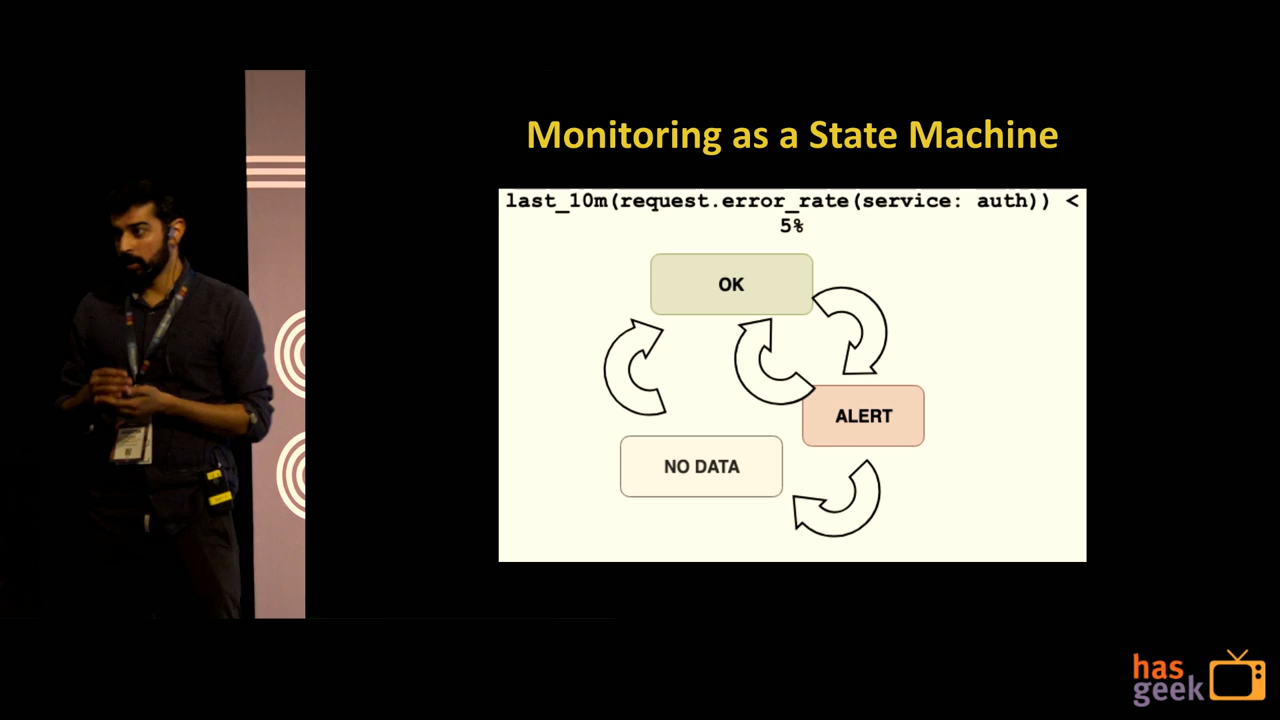 Monitoring as a State Machine
last_10m(request.error_rate(service: auth)) <
5%
OK
ALERT
NO DATA
has
geek